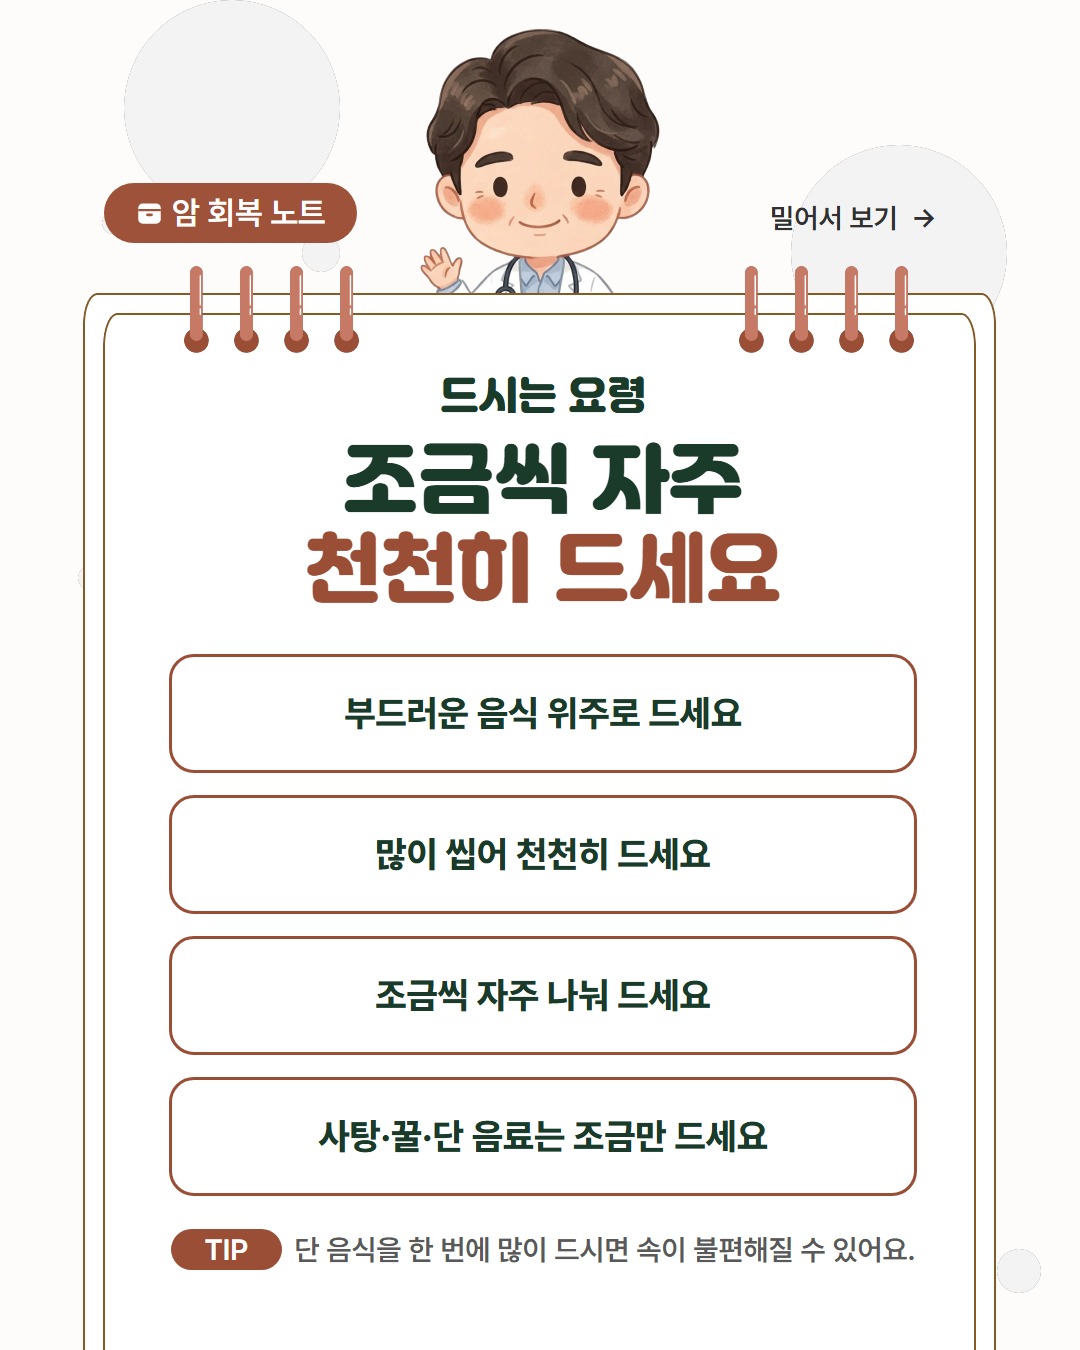 암 회복 노트
밀어서 보기 →
드시는 요령
조금씩 자주
천천히 드세요
부드러운 음식 위주로 드세요
많이 씹어 천천히 드세요
조금씩 자주 나눠 드세요
사탕·꿀·단 음료는 조금만 드세요
TIP 단 음식을 한 번에 많이 드시면 속이 불편해질 수 있어요.